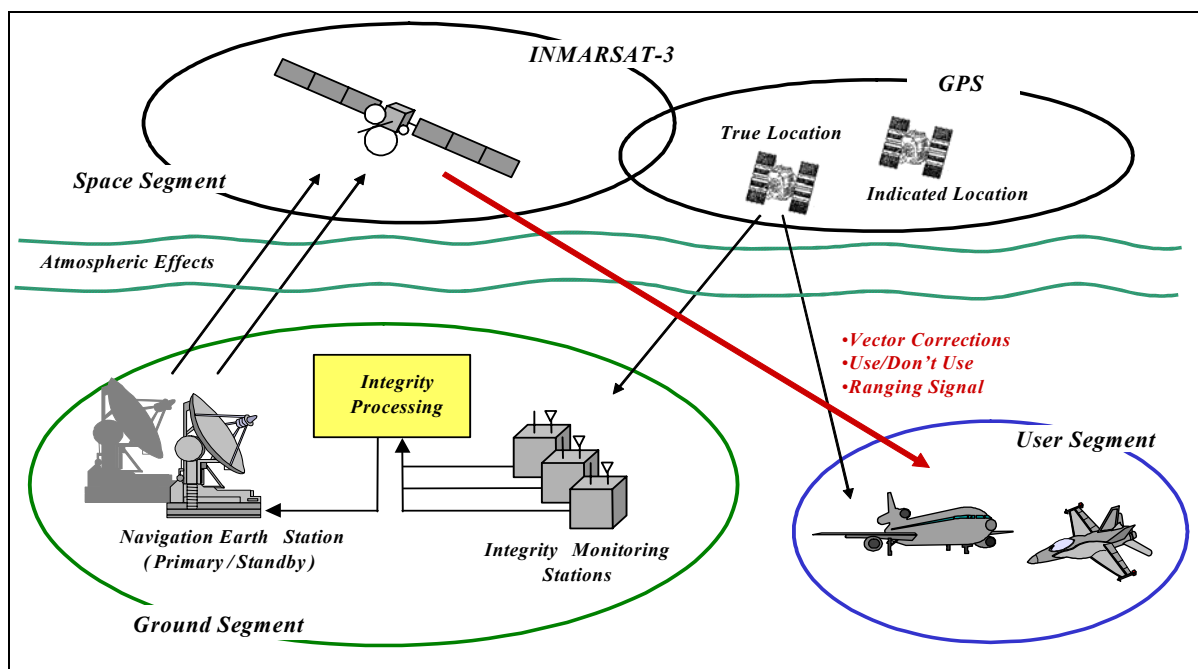 INMARSAT-3
GPS
True Location
Indicated Location
Space Segment
Atmospheric Effects
•Vector Corrections
•Use/Don't Use
•Ranging Signal
Integrity
Processing
User Segment
Navigation Earth Station
(Primary/Standby)
Integrity Monitoring
Stations
Ground Segment